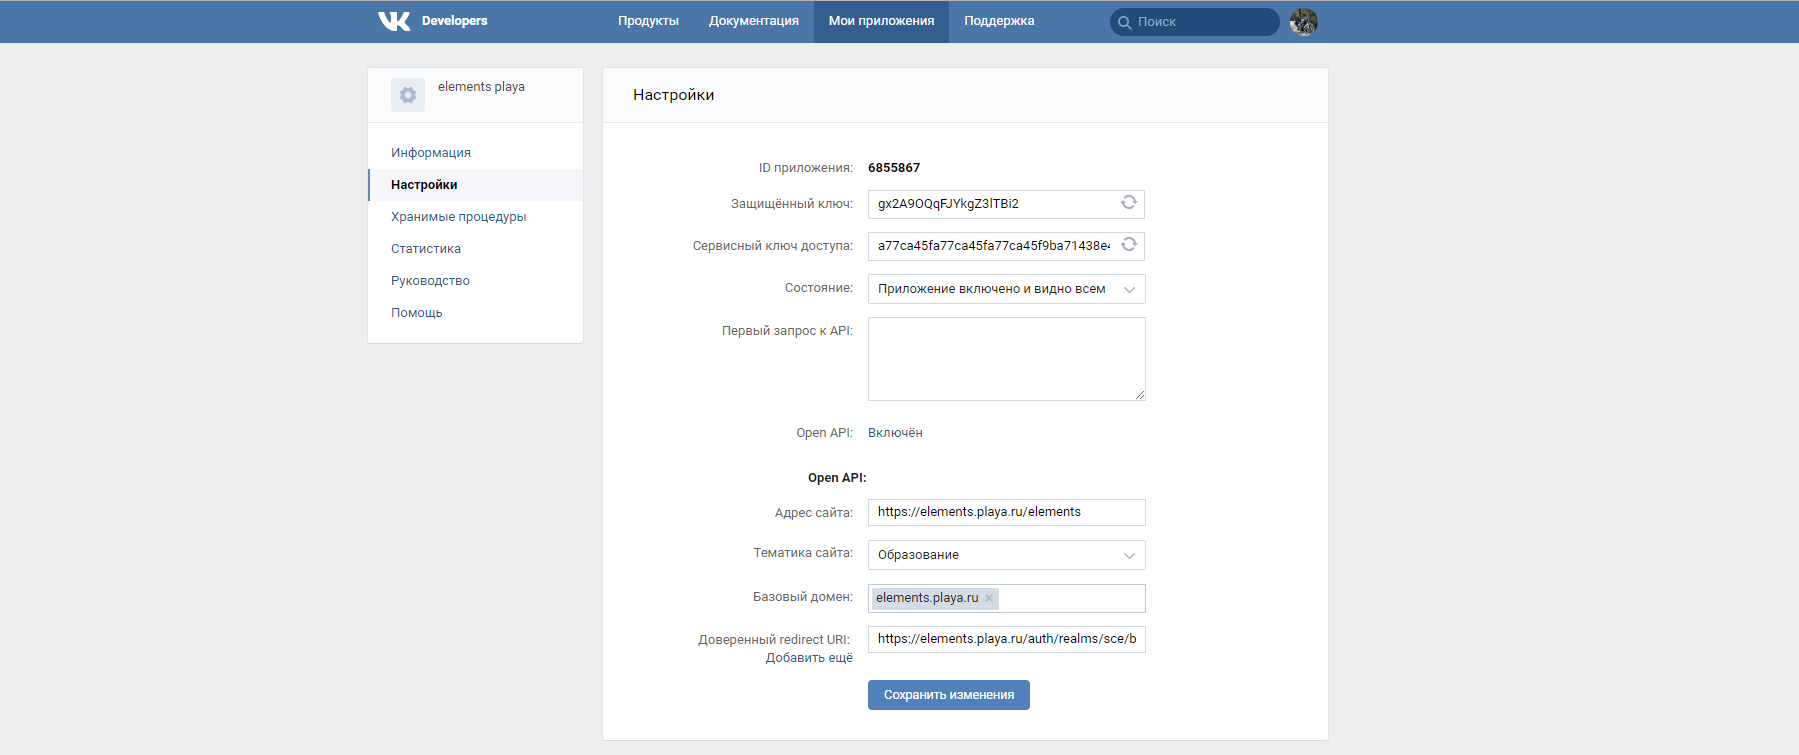 VK Developers Продукты Документация Мои приложения Поддержка Поиск
elements playa
Информация
Настройки
Хранимые процедуры
Статистика
Руководство
Помощь
Настройки
ID приложения: 6855867
Защищённый ключ: gx2A9OQqFJYkgZ3lTBi2
Сервисный ключ доступа: a77ca45fa77ca45fa77ca45f9ba71438e4
Состояние: Приложение включено и видно всем
Первый запрос к API:
Open API: Включён
Open API:
Адрес сайта: https://elements.playa.ru/elements
Тематика сайта: Образование
Базовый домен: elements.playa.ru
Доверенный redirect URI: https://elements.playa.ru/auth/realms/sce/b
Добавить ещё
Сохранить изменения